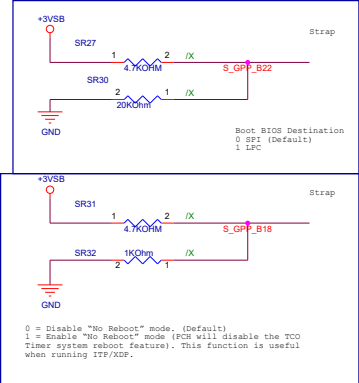 +3VSB
Strap
SR27
1 2 /X
4.7KOHM
S_GPP_B22
SR30
2 1 /X
20KOhm
GND
Boot BIOS Destination
0 SPI (Default)
1 LPC
+3VSB
Strap
SR31
1 2 /X
4.7KOHM
S_GPP_B18
SR32 1KOhm /X
2 1
GND
0 = Disable "No Reboot" mode. (Default)
1 = Enable "No Reboot" mode (PCH will disable the TCO
Timer system reboot feature). This function is useful
when running ITP/XDP.